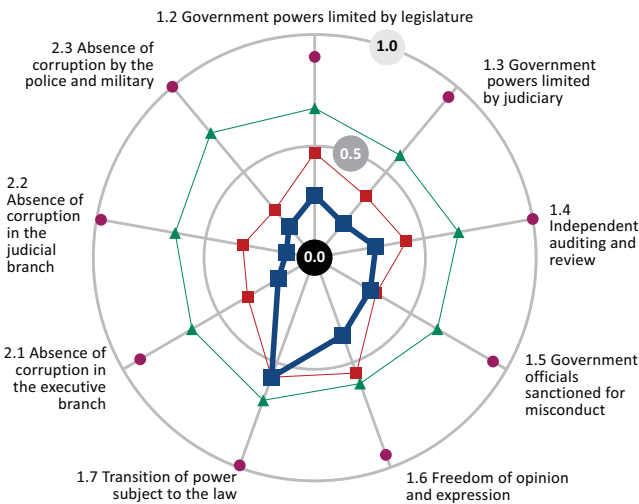 1.2 Government powers limited by legislature
1.0
1.3 Government
powers limited
by judiciary
0.5
1.4
Independent
auditing and
review
0.0
1.5 Government
officials
sanctioned for
misconduct
1.6 Freedom of opinion
and expression
1.7 Transition of power
subject to the law
2.1 Absence of
corruption in
the executive
branch
2.2
Absence of
corruption
in the
judicial
branch
2.3 Absence of
corruption by the
police and military